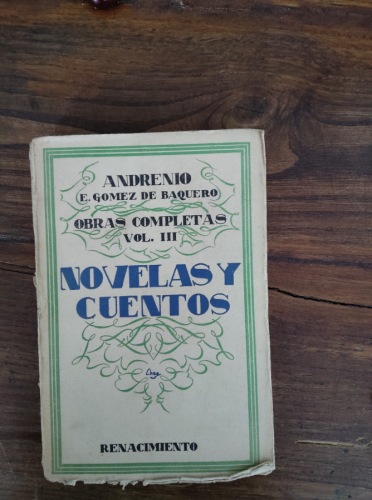 ANDRENIO
(E. GOMEZ DE BAQUERO)
OBRAS COMPLETAS
VOL. III
NOVELAS Y
CUENTOS
RENACIMIENTO